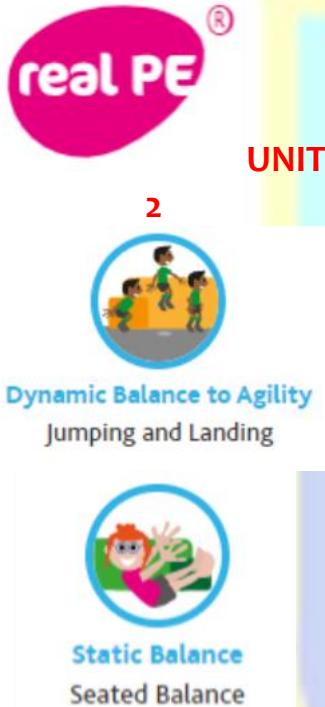 real PE®
UNIT
2
Dynamic Balance to Agility
Jumping and Landing
Static Balance
Seated Balance